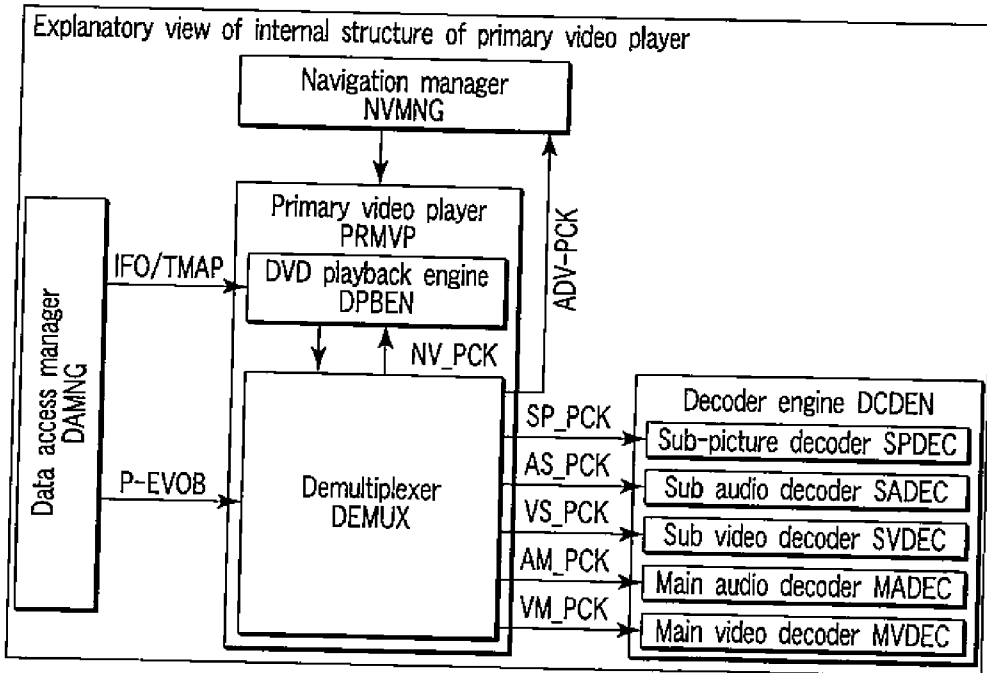 Explanatory view of internal structure of primary video player
Navigation manager
NVMNG
Primary video player
PRMVP
IFO/TMAP
DVD playback engine
DPBEN
ADV-PCK
NV_PCK
Data access manager
DAMNG
P-EVOB
Demultiplexer
DEMUX
SP_PCK
AS_PCK
VS_PCK
AM_PCK
VM_PCK
Decoder engine DCDEN
Sub-picture decoder SPDEC
Sub audio decoder SADEC
Sub video decoder SVDEC
Main audio decoder MADEC
Main video decoder MVDEC